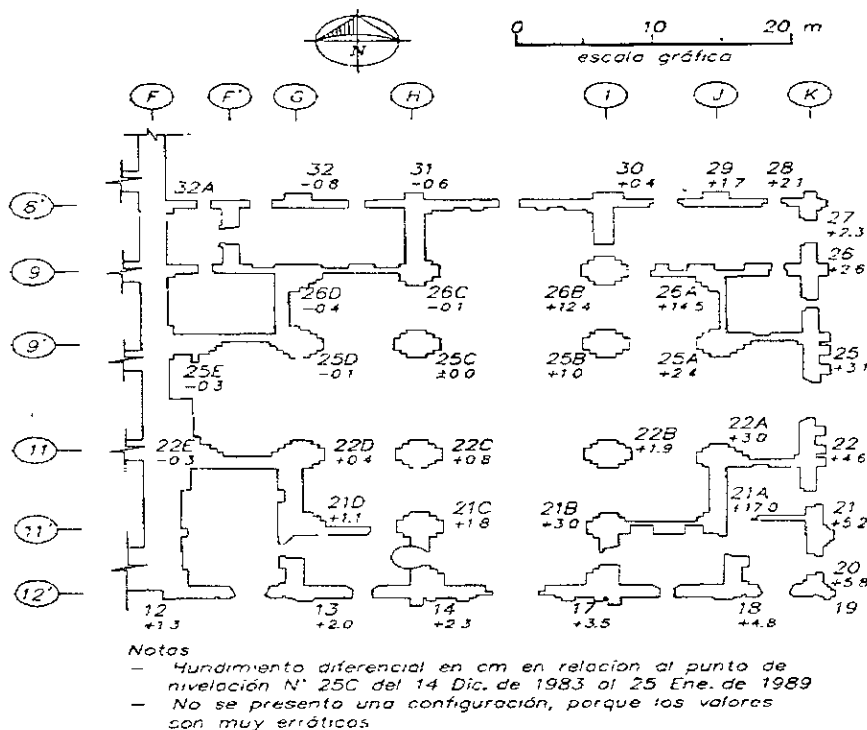 N
0 10 20 m
escala gráfica
F F' G H I J K
32 31 30 29 28
-0.8 -0.6 +0.4 +1.7 +2.1
32A
27
+2.3
9
26
+2.6
26D 26C 26B 26A
-0.4 -0.1 +12.4 +14.5
9'
25D 25C 25B 25A 25
-0.1 ±0.0 +1.0 +2.4 +3.1
25E
-0.3
11
22E 22D 22C 22B 22A 22
-0.3 +0.4 +0.8 +1.9 +3.0 +4.6
21D 21C 21B 21A 21
+1.1 +1.8 +3.0 +17.0 +5.2
11'
20
+5.8
12'
12 13 14 17 18 19
+1.3 +2.0 +2.3 +3.5 +4.8
Notas
- Hundimiento diferencial en cm en relacion al punto de
nivelación N° 25C del 14 Dic. de 1983 al 25 Ene. de 1989
- No se presento una configuración, porque los valores
son muy erráticos